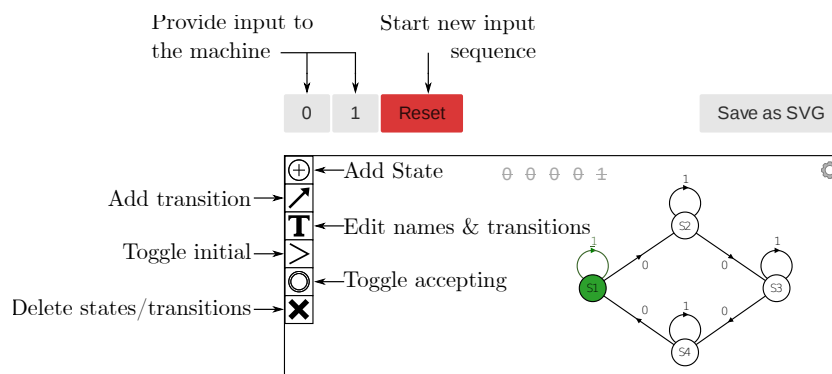 Provide input to
the machine
Start new input
sequence
0
1
Reset
Save as SVG
Add State
0 0 0 0 1
Add transition
T
Edit names & transitions
Toggle initial
Toggle accepting
Delete states/transitions
1
S2
1
0
0
1
S1
S3
0
1
0
S4